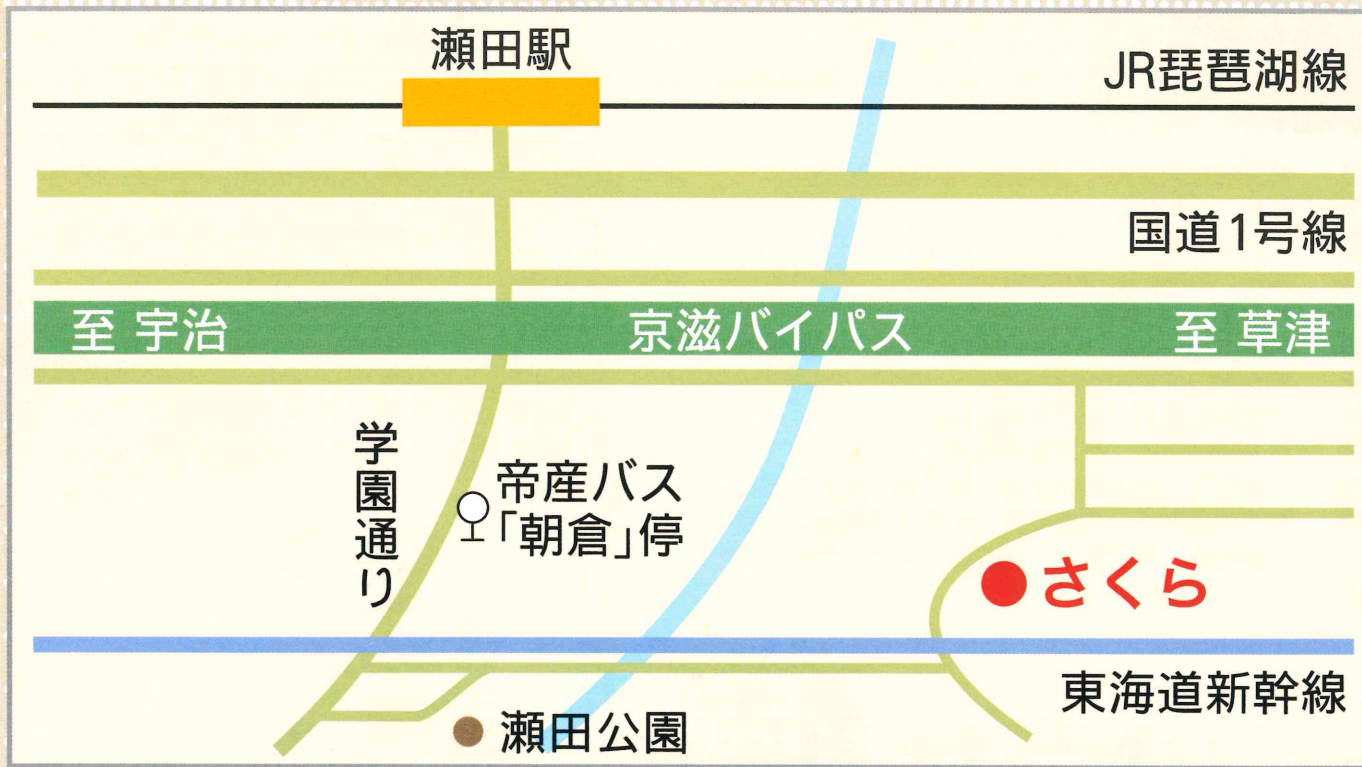 瀬田駅
JR琵琶湖線
国道1号線
至 宇治
京滋バイパス
至 草津
学園通り
帝産バス
「朝倉」停
さくら
東海道新幹線
瀬田公園